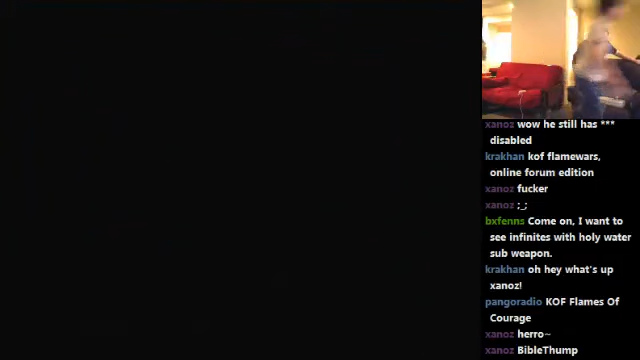 xanoz wow he still has ***
disabled
krakhan kof flamewars,
online forum edition
xanoz fucker
xanoz ;_;
bxfenns Come on, I want to
see infinites with holy water
sub weapon.
krakhan oh hey what's up
xanoz!
pangoradio KOF Flames Of
Courage
xanoz herro~
xanoz BibleThump